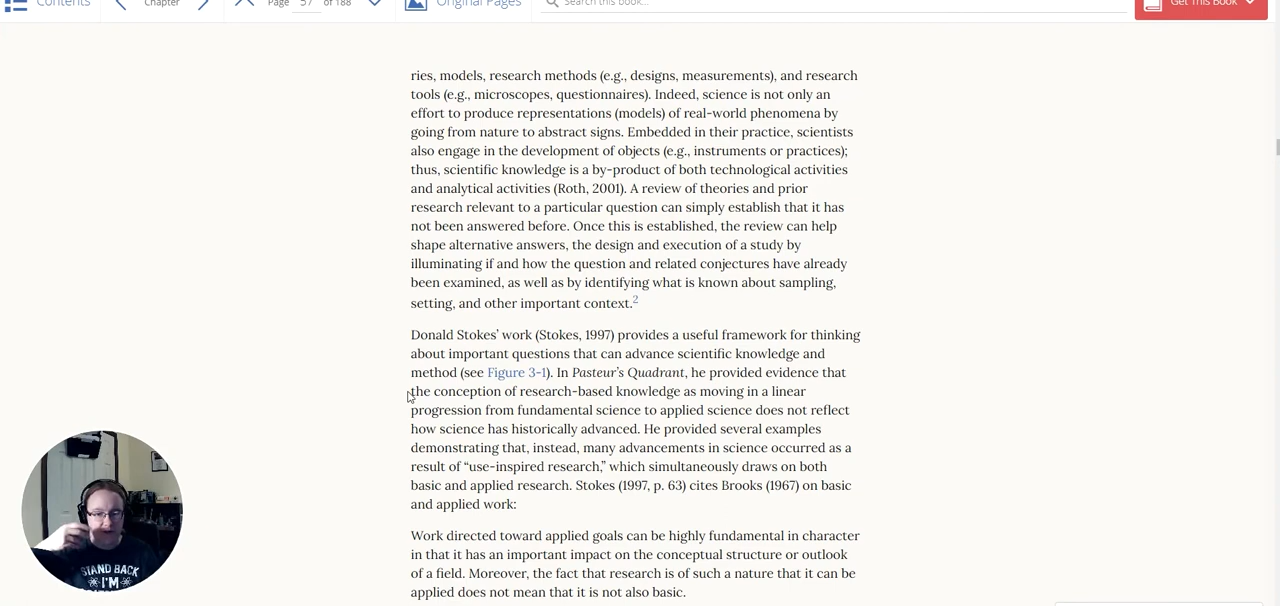 Contents
Chapter
Page 57 of 188
Original Pages
Search this book...
Get This Book
ries, models, research methods (e.g., designs, measurements), and research
tools (e.g., microscopes, questionnaires). Indeed, science is not only an
effort to produce representations (models) of real-world phenomena by
going from nature to abstract signs. Embedded in their practice, scientists
also engage in the development of objects (e.g., instruments or practices);
thus, scientific knowledge is a by-product of both technological activities
and analytical activities (Roth, 2001). A review of theories and prior
research relevant to a particular question can simply establish that it has
not been answered before. Once this is established, the review can help
shape alternative answers, the design and execution of a study by
illuminating if and how the question and related conjectures have already
been examined, as well as by identifying what is known about sampling,
setting, and other important context.2
Donald Stokes’ work (Stokes, 1997) provides a useful framework for thinking
about important questions that can advance scientific knowledge and
method (see Figure 3-1). In Pasteur’s Quadrant, he provided evidence that
the conception of research-based knowledge as moving in a linear
progression from fundamental science to applied science does not reflect
how science has historically advanced. He provided several examples
demonstrating that, instead, many advancements in science occurred as a
result of “use-inspired research,” which simultaneously draws on both
basic and applied research. Stokes (1997, p. 63) cites Brooks (1967) on basic
and applied work:
Work directed toward applied goals can be highly fundamental in character
in that it has an important impact on the conceptual structure or outlook
of a field. Moreover, the fact that research is of such a nature that it can be
applied does not mean that it is not also basic.
STAND BACK
I'M